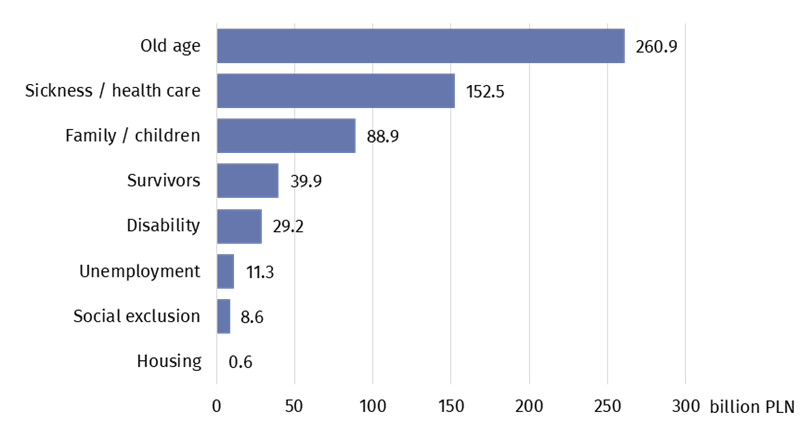 Old age 260.9
Sickness / health care 152.5
Family / children 88.9
Survivors 39.9
Disability 29.2
Unemployment 11.3
Social exclusion 8.6
Housing 0.6
0 50 100 150 200 250 300 billion PLN